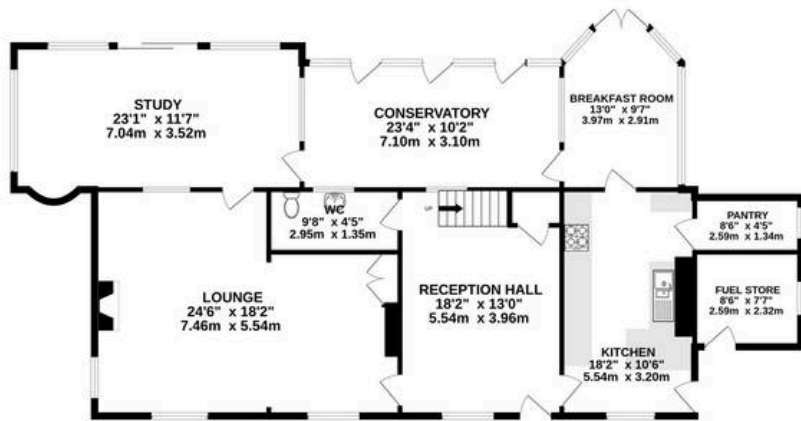 STUDY
23'1" x 11'7"
7.04m x 3.52m
CONSERVATORY
23'4" x 10'2"
7.10m x 3.10m
BREAKFAST ROOM
13'0" x 9'7"
3.97m x 2.91m
WC
9'8" x 4'5"
2.95m x 1.35m
UP
PANTRY
8'6" x 4'5"
2.59m x 1.34m
LOUNGE
24'6" x 18'2"
7.46m x 5.54m
RECEPTION HALL
18'2" x 13'0"
5.54m x 3.96m
FUEL STORE
8'6" x 7'7"
2.59m x 2.32m
KITCHEN
18'2" x 10'6"
5.54m x 3.20m